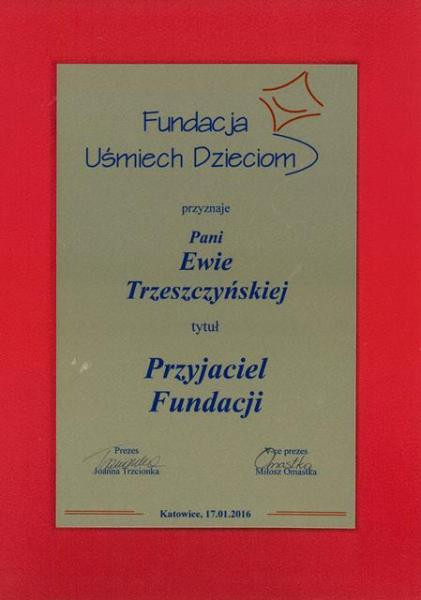 Fundacja
Uśmiech Dzieciom
przyznaje
Pani
Ewie
Trzeszczyńskiej
tytuł
Przyjaciel
Fundacji
Prezes
Joanna Trzcionka
Vice prezes
Omastka
Miłosz Omastka
Katowice, 17.01.2016